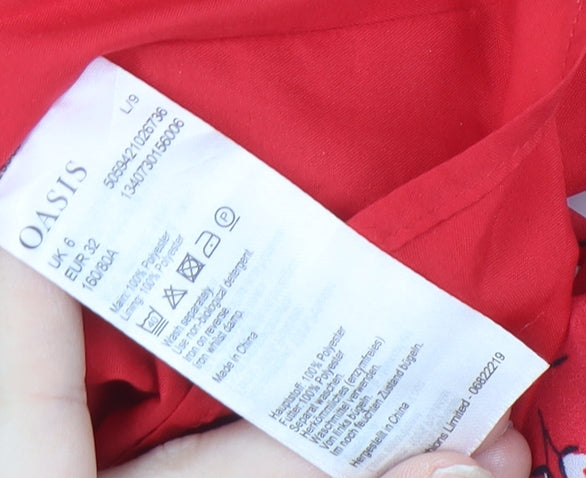 OASIS
L/9
UK 6
EUR 32
160/80A
5059421026736
1340730156006
Main: 100% Polyester
Lining: 100% Polyester
40
P
Wash separately.
Use non-biological detergent.
Iron on reverse
Iron whilst damp.
Made in China
Hauptstoff 100% Polyester
Futter 100% Polyester
Separat waschen.
Herkömmliches (enzymfreies)
Waschmittel verwenden.
Von links bügeln.
Im noch feuchten Zustand bügeln.
Hergestellt in China
Limited - 08822219